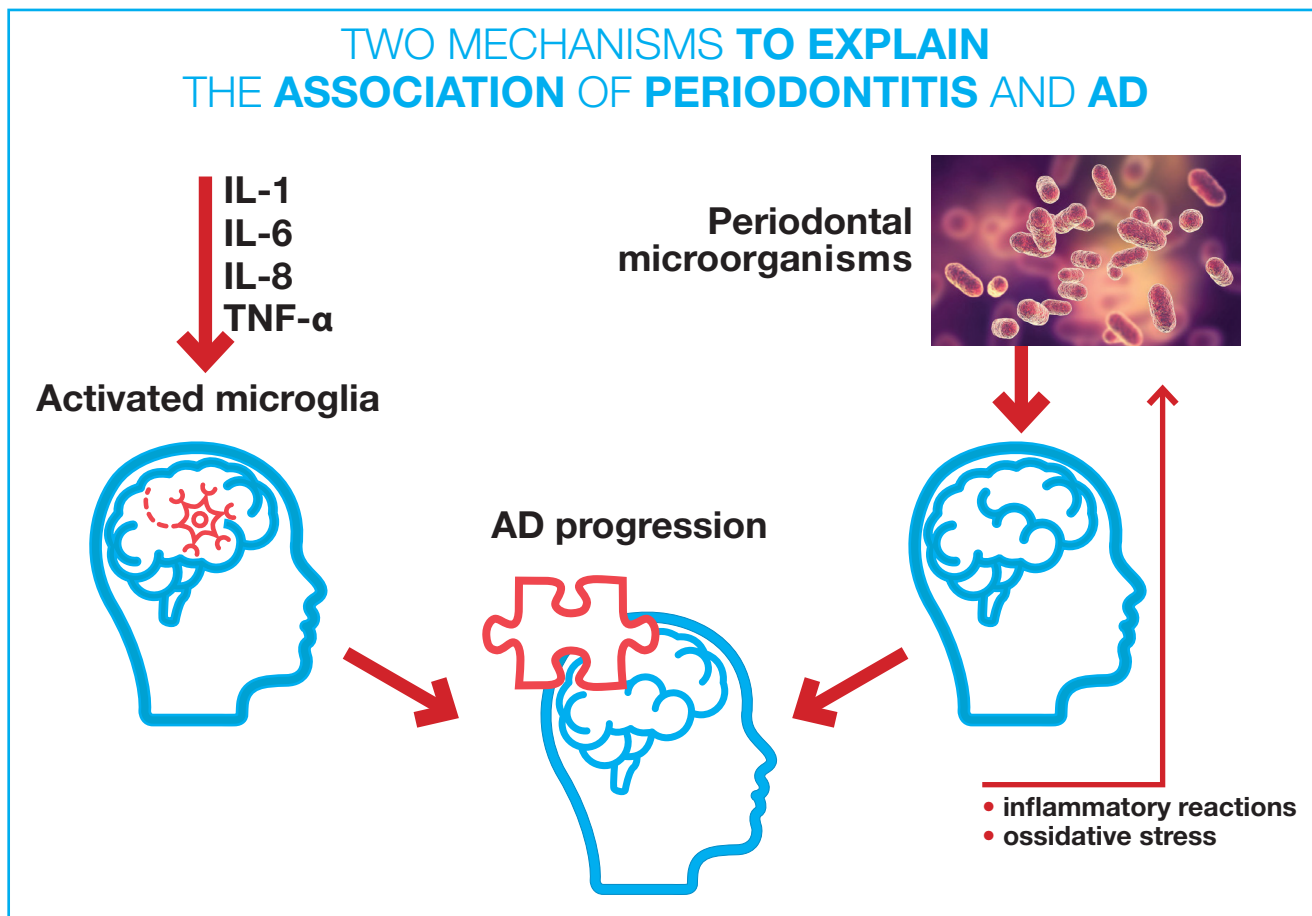 TWO MECHANISMS TO EXPLAIN
THE ASSOCIATION OF PERIODONTITIS AND AD
IL-1
IL-6
IL-8
TNF-α
Activated microglia
Periodontal
microorganisms
AD progression
• inflammatory reactions
• ossidative stress